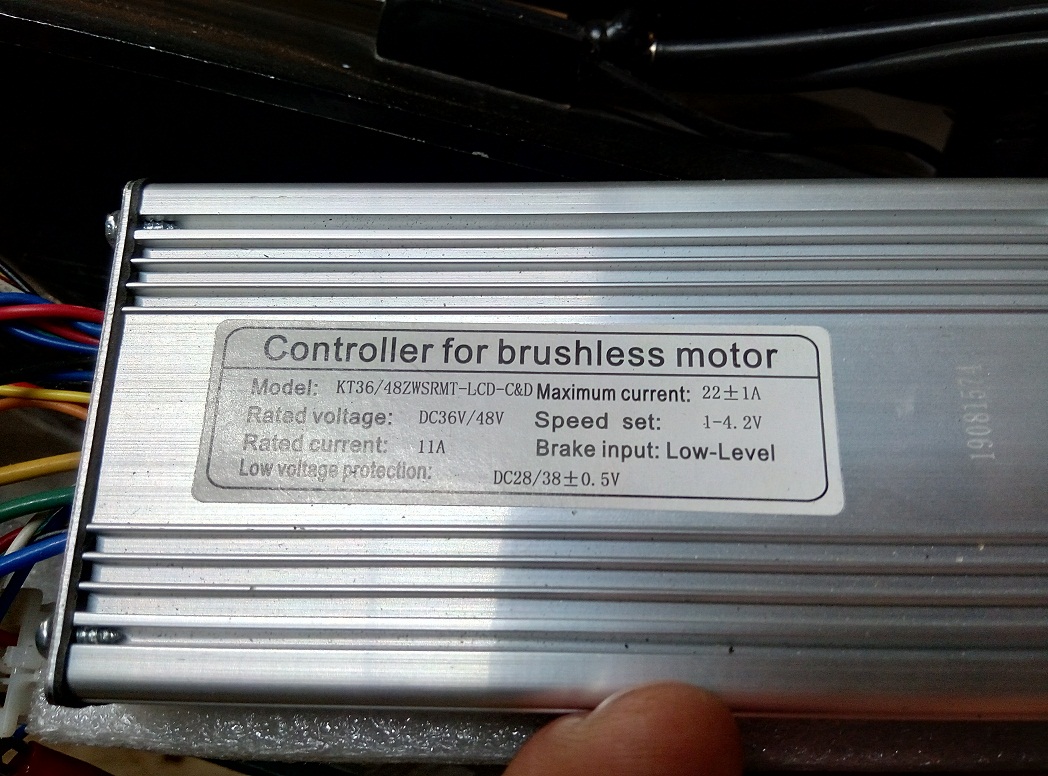 Controller for brushless motor
Model: KT36/48ZWSRMT-LCD-C&D Maximum current: 22±1A
Rated voltage: DC36V/48V Speed set: 1-4.2V
Rated current: 11A Brake input: Low-Level
Low voltage protection: DC28/38±0.5V
19081524